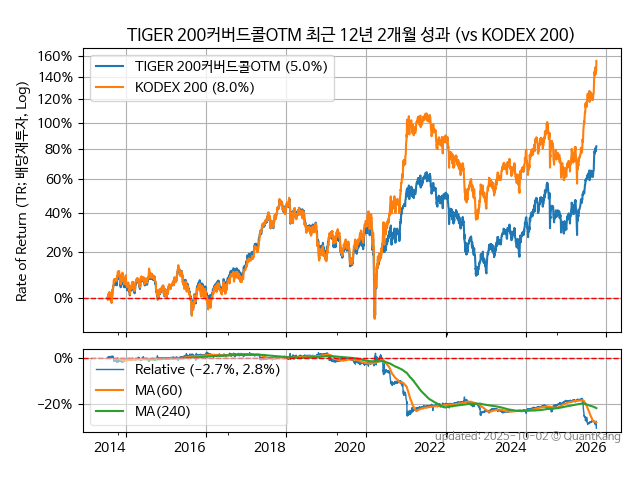 TIGER 200커버드콜OTM 최근 12년 2개월 성과 (vs KODEX 200)
Rate of Return (TR: 배당재투자, Log)
160%
140%
120%
100%
80%
60%
40%
20%
0%
TIGER 200커버드콜OTM (5.0%)
KODEX 200 (8.0%)
0%
−20%
Relative (−2.7%, 2.8%)
MA(60)
MA(240)
2014 2016 2018 2020 2022 2024 2026
updated: 2025-10-02 © QuantKang